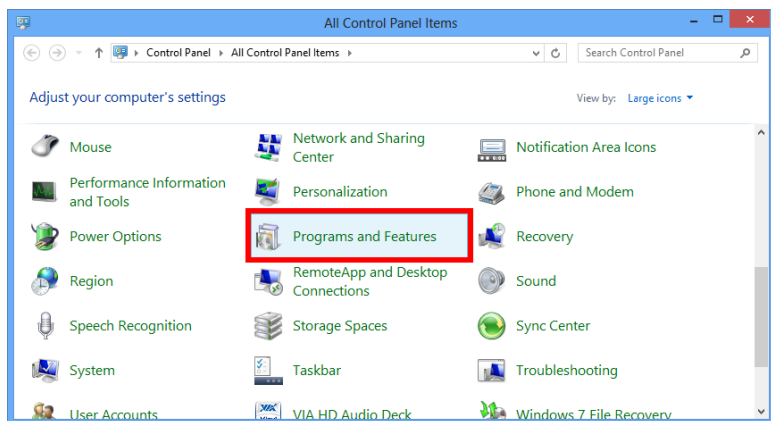 All Control Panel Items
Control Panel All Control Panel Items
Search Control Panel
Adjust your computer's settings
View by: Large icons
Mouse
Network and Sharing
Center
Notification Area Icons
Performance Information
and Tools
Personalization
Phone and Modem
Power Options
Programs and Features
Recovery
Region
RemoteApp and Desktop
Connections
Sound
Speech Recognition
Storage Spaces
Sync Center
System
Taskbar
Troubleshooting
User Accounts
VIA HD Audio Deck
Windows 7 File Recovery